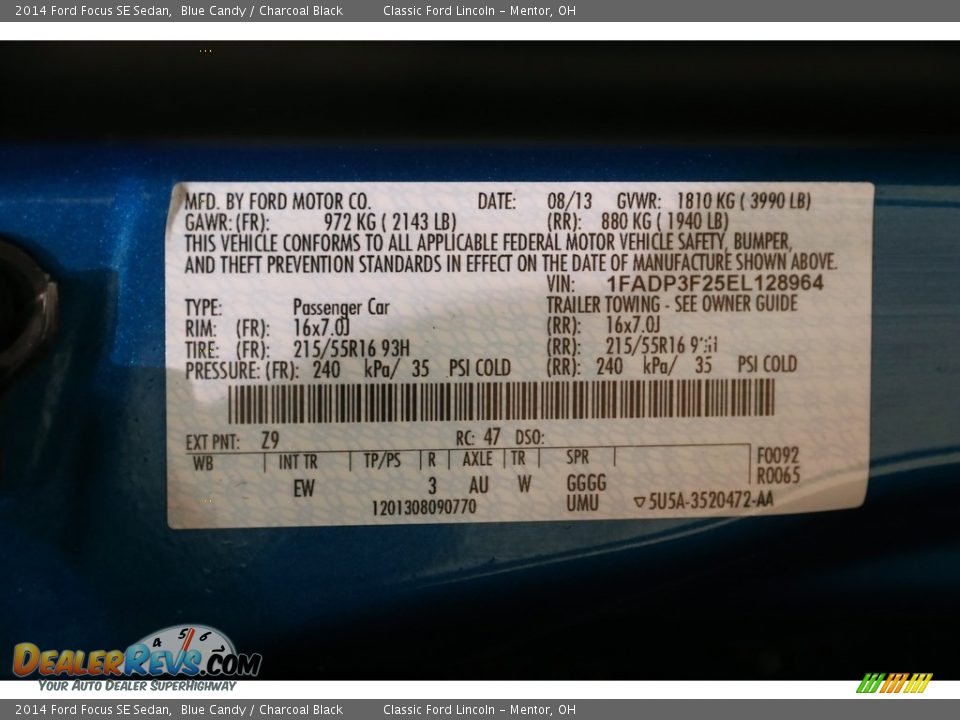 2014 Ford Focus SE Sedan,  Blue Candy / Charcoal Black    Classic Ford Lincoln – Mentor, OH
MFD. BY FORD MOTOR CO.    DATE:    08/13    GVWR:  1810 KG ( 3990 LB)
GAWR: (FR):    972 KG ( 2143 LB)    (RR):  880 KG ( 1940 LB)
THIS VEHICLE CONFORMS TO ALL APPLICABLE FEDERAL MOTOR VEHICLE SAFETY, BUMPER,
AND THEFT PREVENTION STANDARDS IN EFFECT ON THE DATE OF MANUFACTURE SHOWN ABOVE.
VIN:    1FADP3F25EL128964
TYPE:    Passenger Car    TRAILER TOWING - SEE OWNER GUIDE
RIM:  (FR):  16x7.0J    (RR):  16x7.0J
TIRE:  (FR):  215/55R16 93H    (RR):  215/55R16
PRESSURE: (FR):  240  kPa/  35  PSI COLD    (RR):  240  kPa/  35  PSI COLD
EXT PNT:  Z9    RC: 47  DSO:
WB | INT TR | TP/PS | R | AXLE | TR | SPR | F0092
EW    3    AU    W    GGGG    R0065
1201308090770    UMU    ▽5U5A-3520472-AA
4 5 6
DEALERREVS.COM
YOUR AUTO DEALER SUPERHIGHWAY
2014 Ford Focus SE Sedan,  Blue Candy / Charcoal Black    Classic Ford Lincoln – Mentor, OH